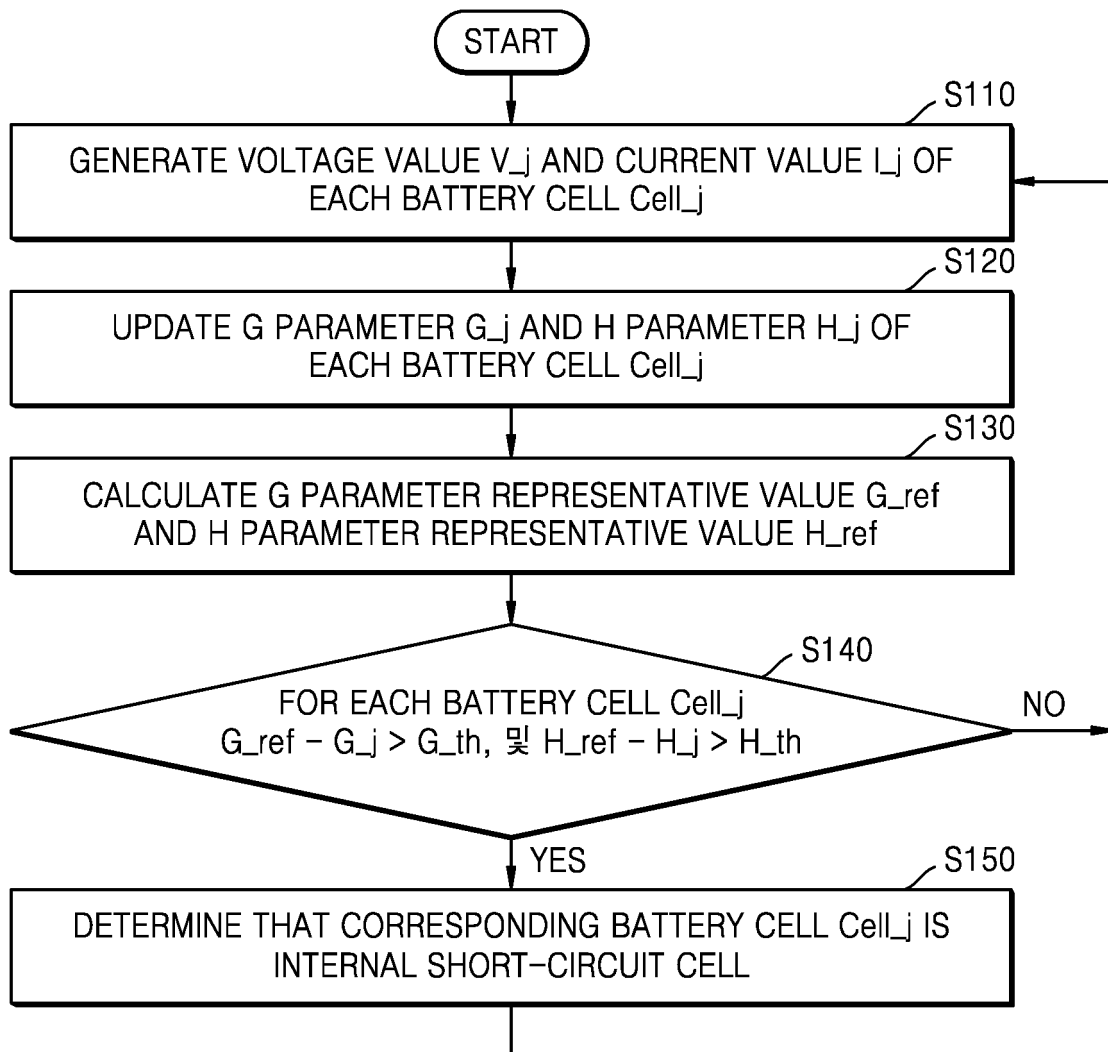 START
S110
GENERATE VOLTAGE VALUE V_j AND CURRENT VALUE I_j OF
EACH BATTERY CELL Cell_j
S120
UPDATE G PARAMETER G_j AND H PARAMETER H_j OF
EACH BATTERY CELL Cell_j
S130
CALCULATE G PARAMETER REPRESENTATIVE VALUE G_ref
AND H PARAMETER REPRESENTATIVE VALUE H_ref
S140
FOR EACH BATTERY CELL Cell_j
G_ref – G_j > G_th, 및 H_ref – H_j > H_th
NO
YES
S150
DETERMINE THAT CORRESPONDING BATTERY CELL Cell_j IS
INTERNAL SHORT-CIRCUIT CELL